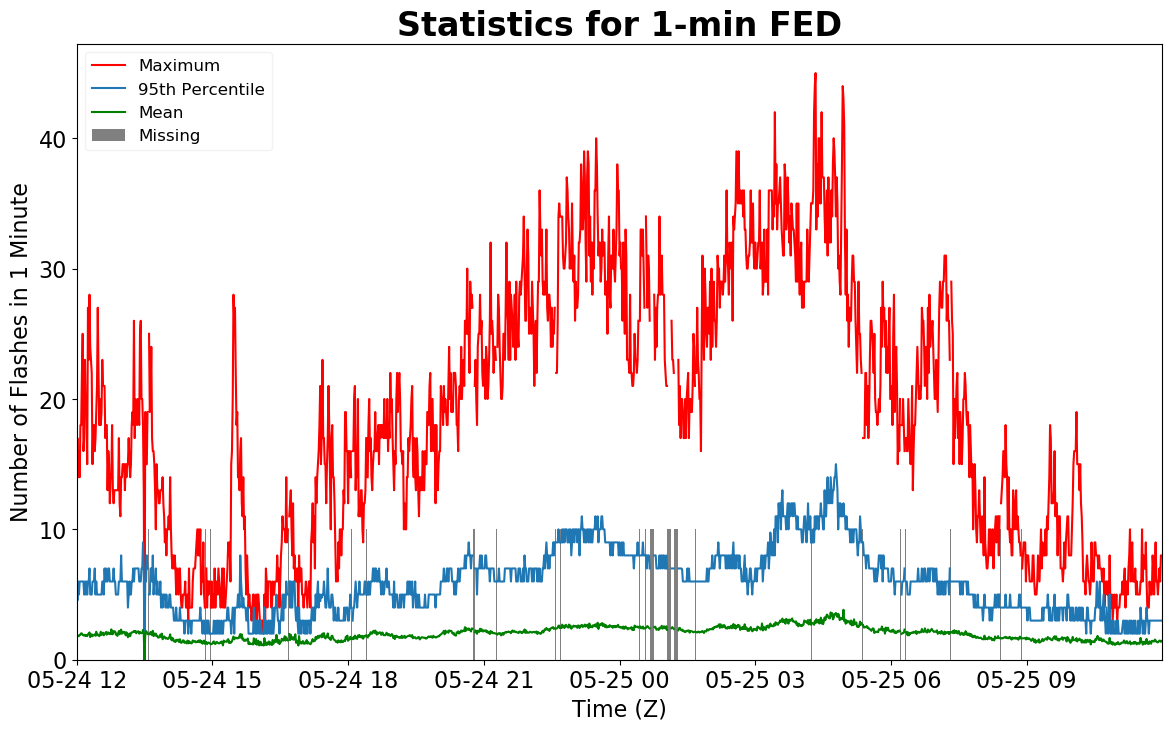 Statistics for 1-min FED
Maximum
95th Percentile
Mean
Missing
Number of Flashes in 1 Minute
40
30
20
10
0
05-24 12 05-24 15 05-24 18 05-24 21 05-25 00 05-25 03 05-25 06 05-25 09
Time (Z)